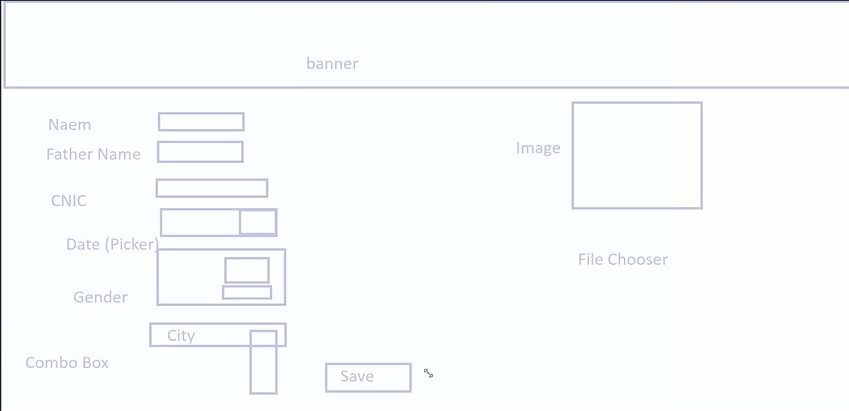 banner
Naem
Father Name
CNIC
Date (Picker)
Gender
City
Combo Box
Save
Image
File Chooser